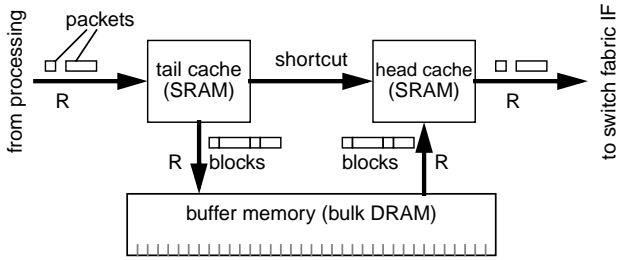 packets
from processing
R
tail cache
(SRAM)
shortcut
head cache
(SRAM)
R
to switch fabric IF
R
blocks
blocks
R
buffer memory (bulk DRAM)